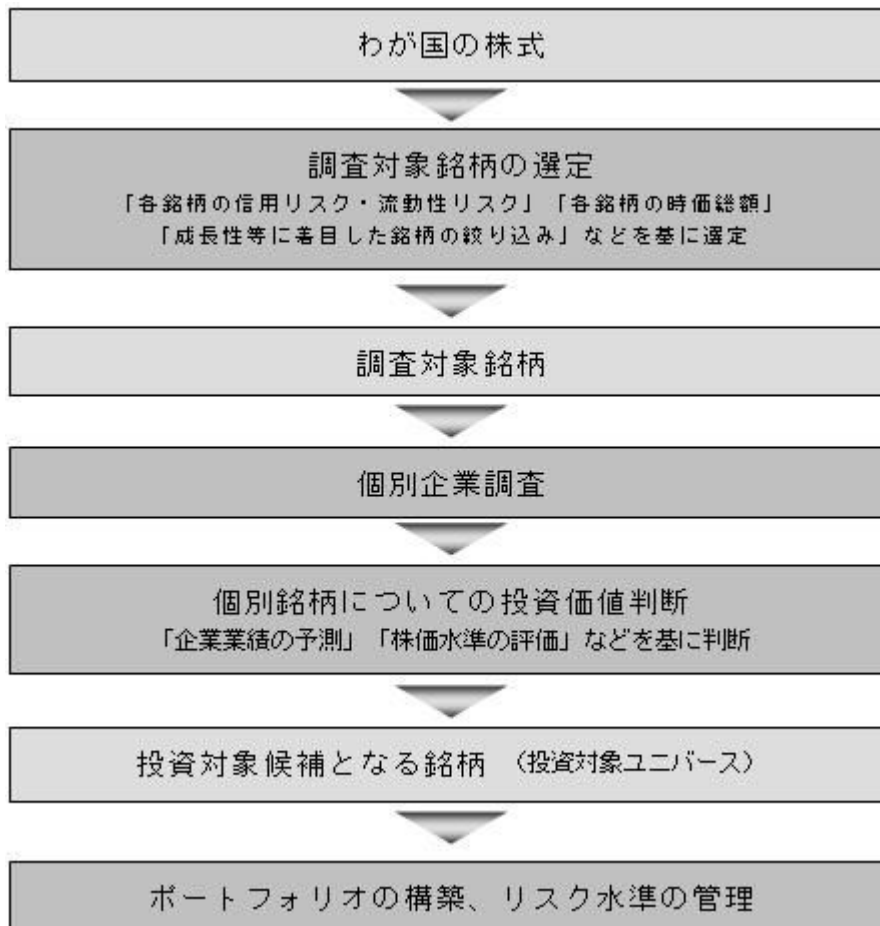 わが国の株式
調査対象銘柄の選定
「各銘柄の信用リスク・流動性リスク」「各銘柄の時価総額」
「成長性等に着目した銘柄の絞り込み」などを基に選定
調査対象銘柄
個別企業調査
個別銘柄についての投資価値判断
「企業業績の予測」「株価水準の評価」などを基に判断
投資対象候補となる銘柄 (投資対象ユニバース)
ポートフォリオの構築、リスク水準の管理